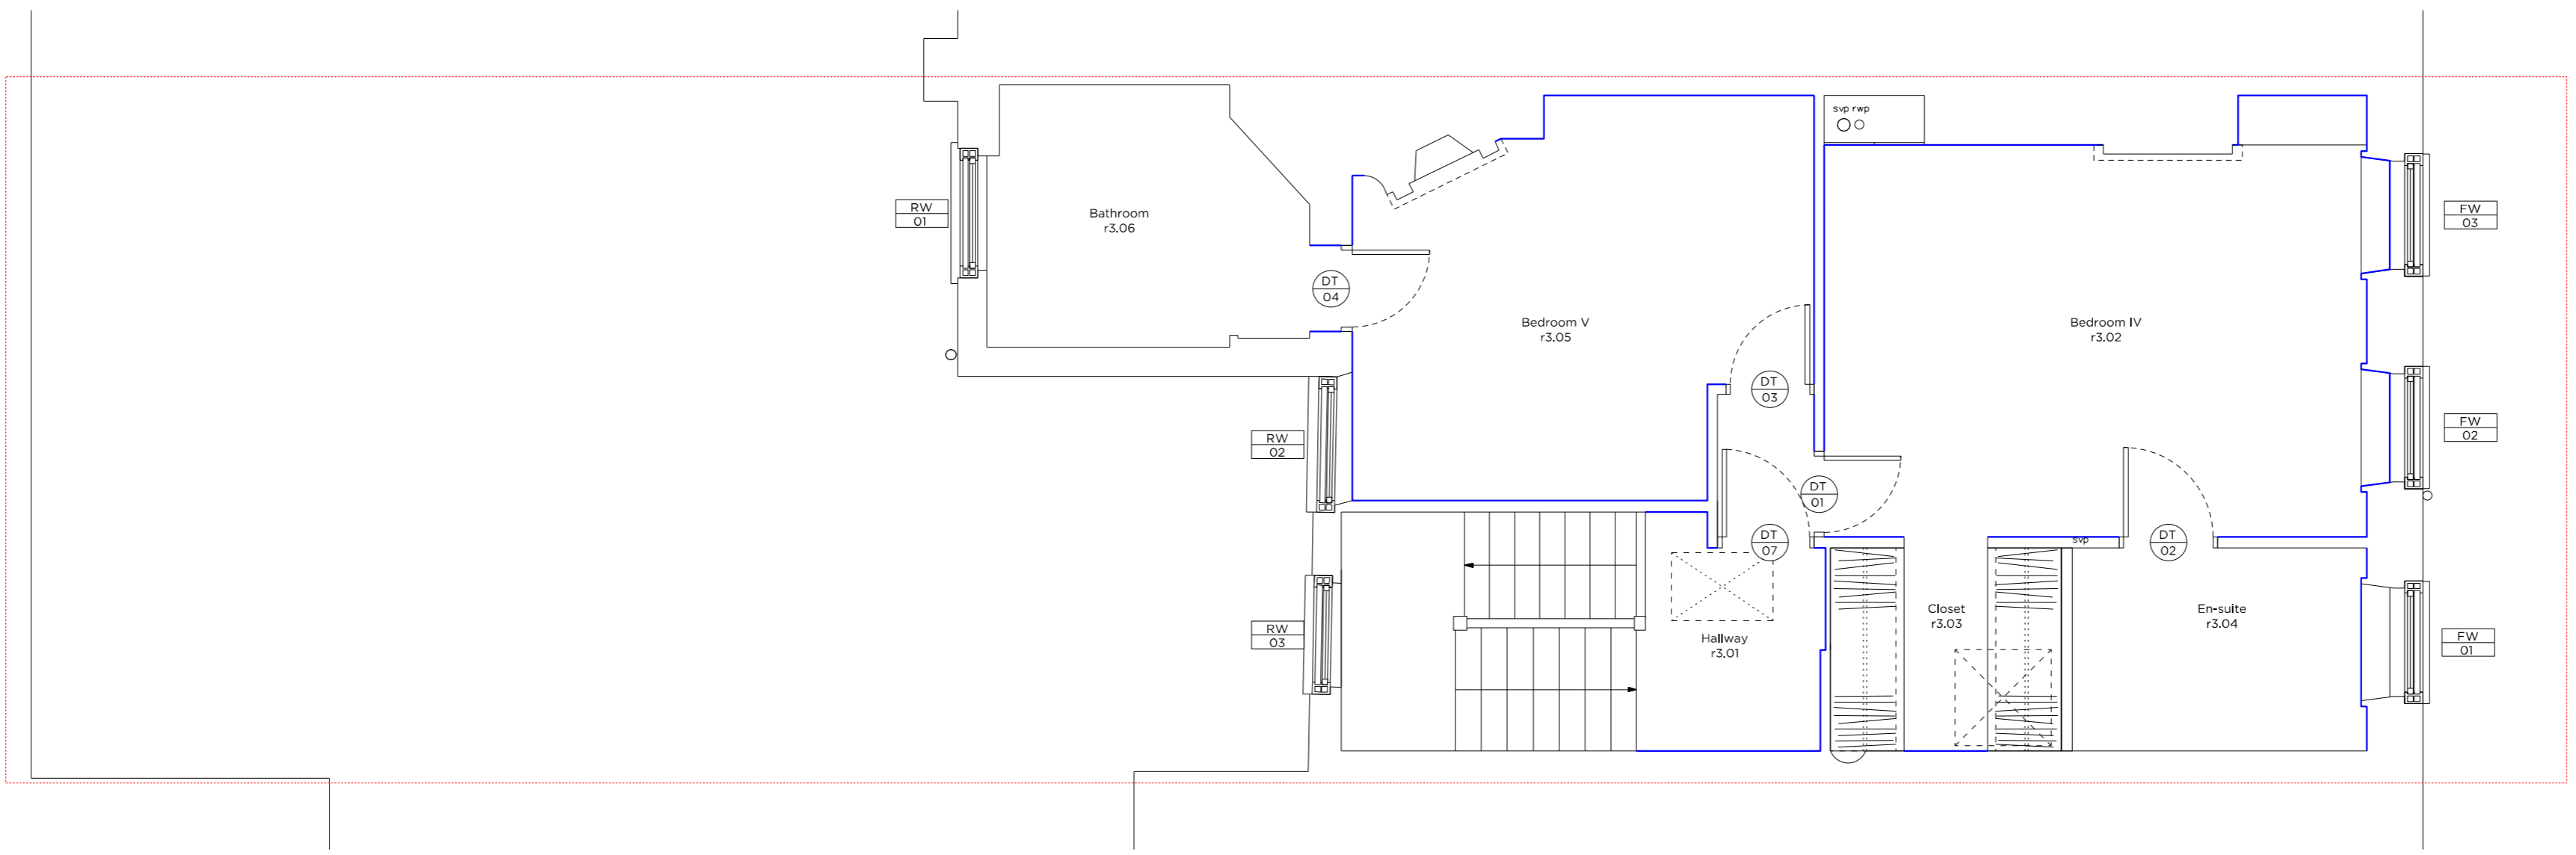 svp rwp
RW
01
Bathroom
r3.06
FW
03
DT
04
Bedroom V
r3.05
Bedroom IV
r3.02
DT
03
RW
02
FW
02
DT
01
DT
07
svp
DT
02
RW
03
Hallway
r3.01
Closet
r3.03
En-suite
r3.04
FW
01